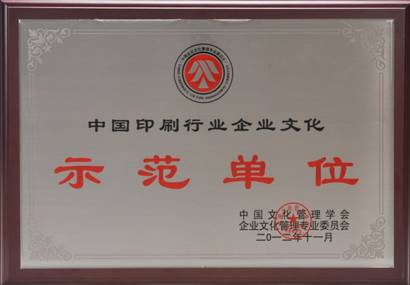 中国印刷行业企业文化
示范单位
中国文化管理学会
企业文化管理专业委员会
二〇一二年十一月